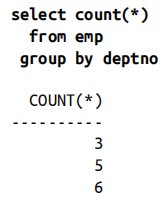 select count(*)
from emp
group by deptno
COUNT(*)
----------
3
5
6